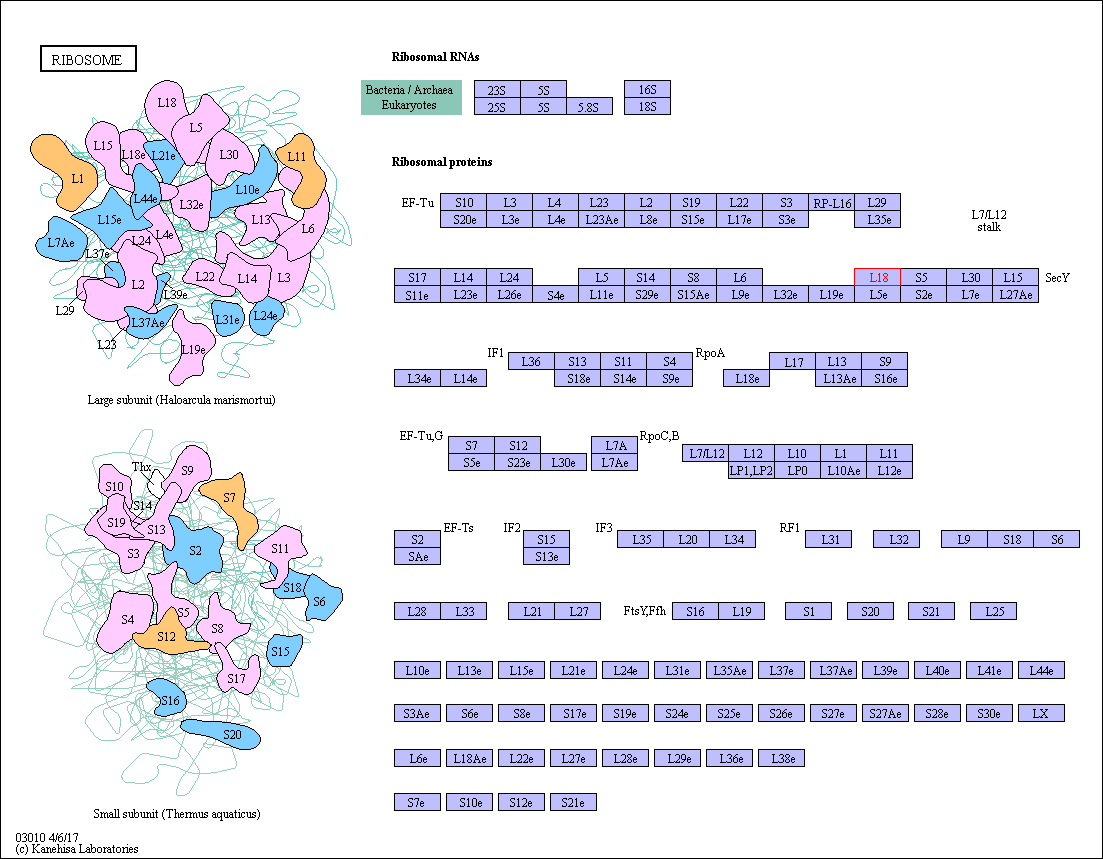 RIBOSOME
Ribosomal RNAs
Bacteria / Archaea 23S 5S 16S
Eukaryotes 25S 5S 5.8S 18S
Ribosomal proteins
EF-Tu S10 L3 L4 L23 L2 S19 L22 S3 RP-L16 L29
S20e L3e L4e L23Ae L8e S15e L17e S3e L35e
L7/L12
stalk
S17 L14 L24 L5 S14 S8 L6 L18 S5 L30 L15 SecY
S11e L23e L26e S4e L11e S29e S15Ae L9e L32e L19e L5e S2e L7e L27Ae
IF1 L36 S13 S11 S4 RpoA L17 L13 S9
L34e L14e S18e S14e S9e L18e L13Ae S16e
EF-Tu,G S7 S12 L7A RpoC,B L7/L12 L12 L10 L1 L11
S5e S23e L30e L7Ae LP1,LP2 LP0 L10Ae L12e
S2 EF-Ts IF2 S15 IF3 L35 L20 L34 RF1 L31 L32 L9 S18 S6
SAe S13e
L28 L33 L21 L27 FtsY,Ffh S16 L19 S1 S20 S21 L25
L10e L13e L15e L21e L24e L31e L35Ae L37e L37Ae L39e L40e L41e L44e
S3Ae S6e S8e S17e S19e S24e S25e S26e S27e S27Ae S28e S30e LX
L6e L18Ae L22e L27e L28e L29e L36e L38e
S7e S10e S12e S21e
L18
L5
L15
L18e
L21e
L30
L11
L1
L44e
L10e
L32e
L15e
L13
L6
L7Ae
L24
L4e
L37e
L2
L22
L14
L3
L39e
L29
L37Ae
L31e
L24e
L23
L19e
Large subunit (Haloarcula marismortui)
Thx
S9
S10
S7
S14
S19
S13
S3
S2
S11
S18
S6
S4
S5
S12
S8
S15
S17
S16
S20
Small subunit (Thermus aquaticus)
03010 4/6/17
(c) Kanehisa Laboratories